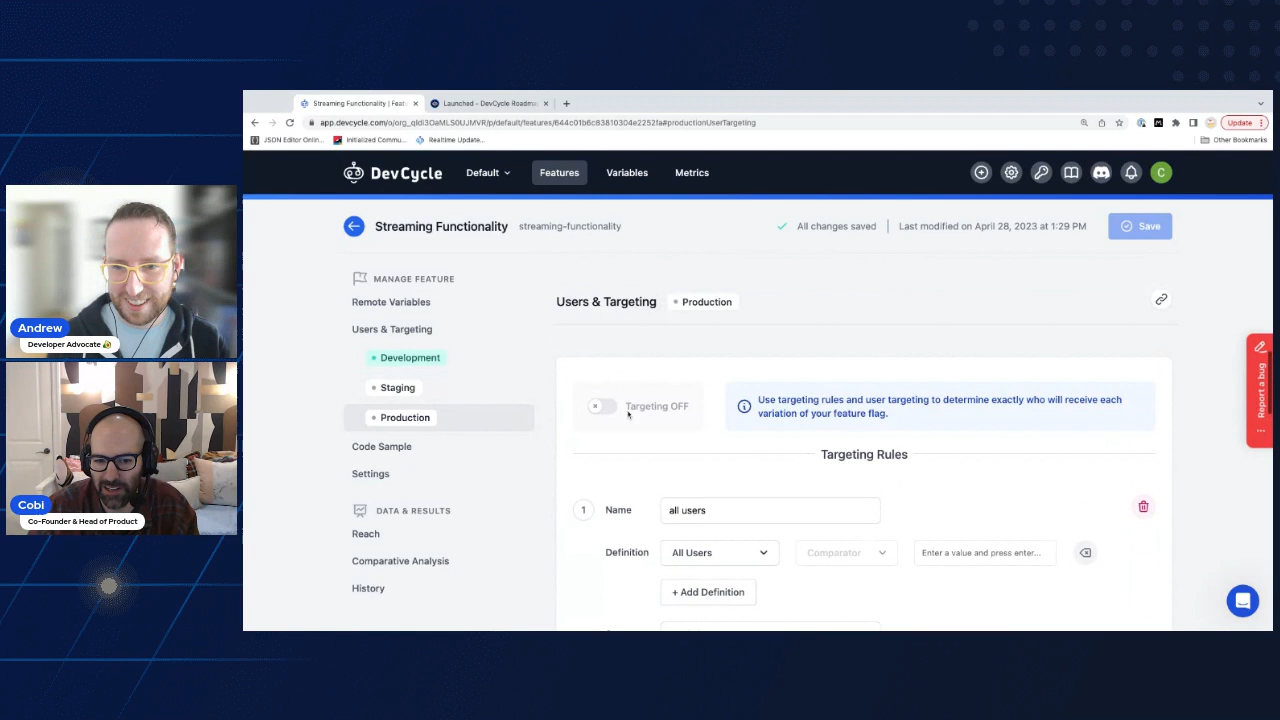 Streaming Functionality | Featu
Launched - DevCycle Roadma
app.devcycle.com/o/org_qIdi3OaMLS0UJMVR/p/default/features/644c01b6c83810304e2252fa#productionUserTargeting
Update
JSON Editor Onlin...
Initialized Commu...
Realtime Update...
Other Bookmarks
DevCycle
Default
Features
Variables
Metrics
C
Streaming Functionality
streaming-functionality
All changes saved
Last modified on April 28, 2023 at 1:29 PM
Save
MANAGE FEATURE
Remote Variables
Users & Targeting
Development
Staging
Production
Code Sample
Settings
DATA & RESULTS
Reach
Comparative Analysis
History
Users & Targeting
Production
Targeting OFF
Use targeting rules and user targeting to determine exactly who will receive each
variation of your feature flag.
Targeting Rules
1
Name
all users
Definition
All Users
Comparator
Enter a value and press enter...
+ Add Definition
Report a bug
Andrew
Developer Advocate
Cobi
Co-Founder & Head of Product